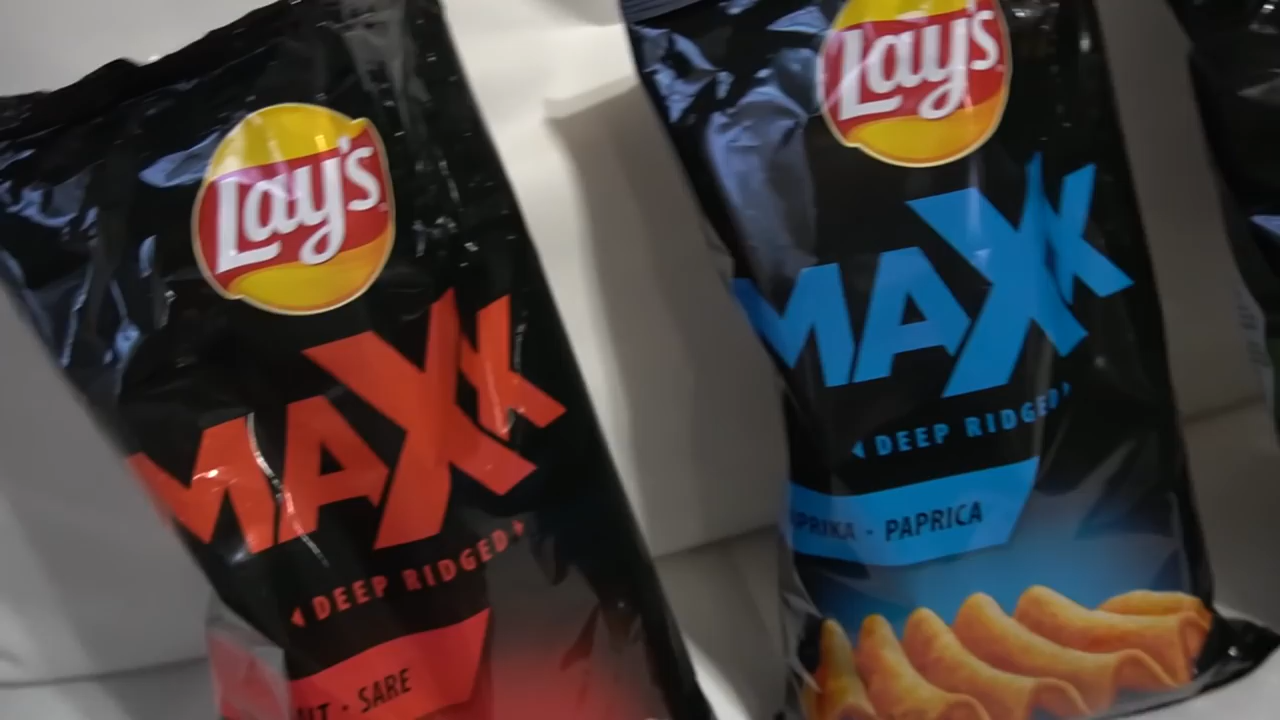 Lay's
MAXX
DEEP RIDGED
SARE
Lay's
MAXX
DEEP RIDGED
- PAPRICA